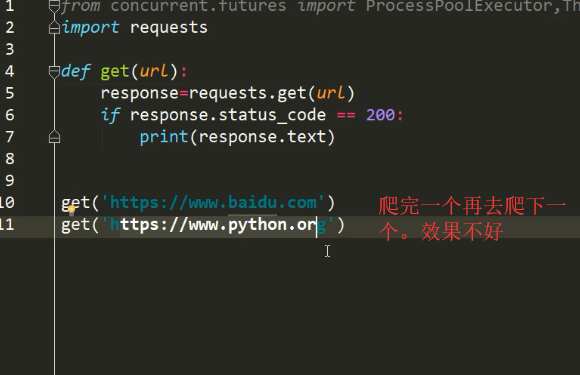 1 from concurrent.futures import ProcessPoolExecutor,Th
2 import requests
3
4 def get(url):
5 response=requests.get(url)
6 if response.status_code == 200:
7 print(response.text)
8
9
10 get('https://www.baidu.com')
11 get('https://www.python.org')
爬完一个再去爬下一
个。效果不好